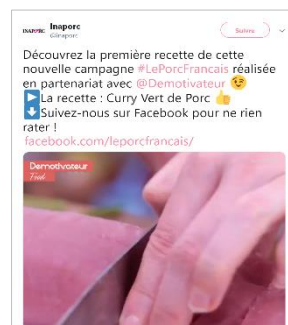 INAPORC Inaporc
@Inaporc
Suivre
Découvrez la première recette de cette
nouvelle campagne #LePorcFrancais réalisée
en partenariat avec @Demotivateur 😉
▶La recette : Curry Vert de Porc 👍
⬇Suivez-nous sur Facebook pour ne rien
rater !
facebook.com/leporcfrancais/
Demotivateur
Food